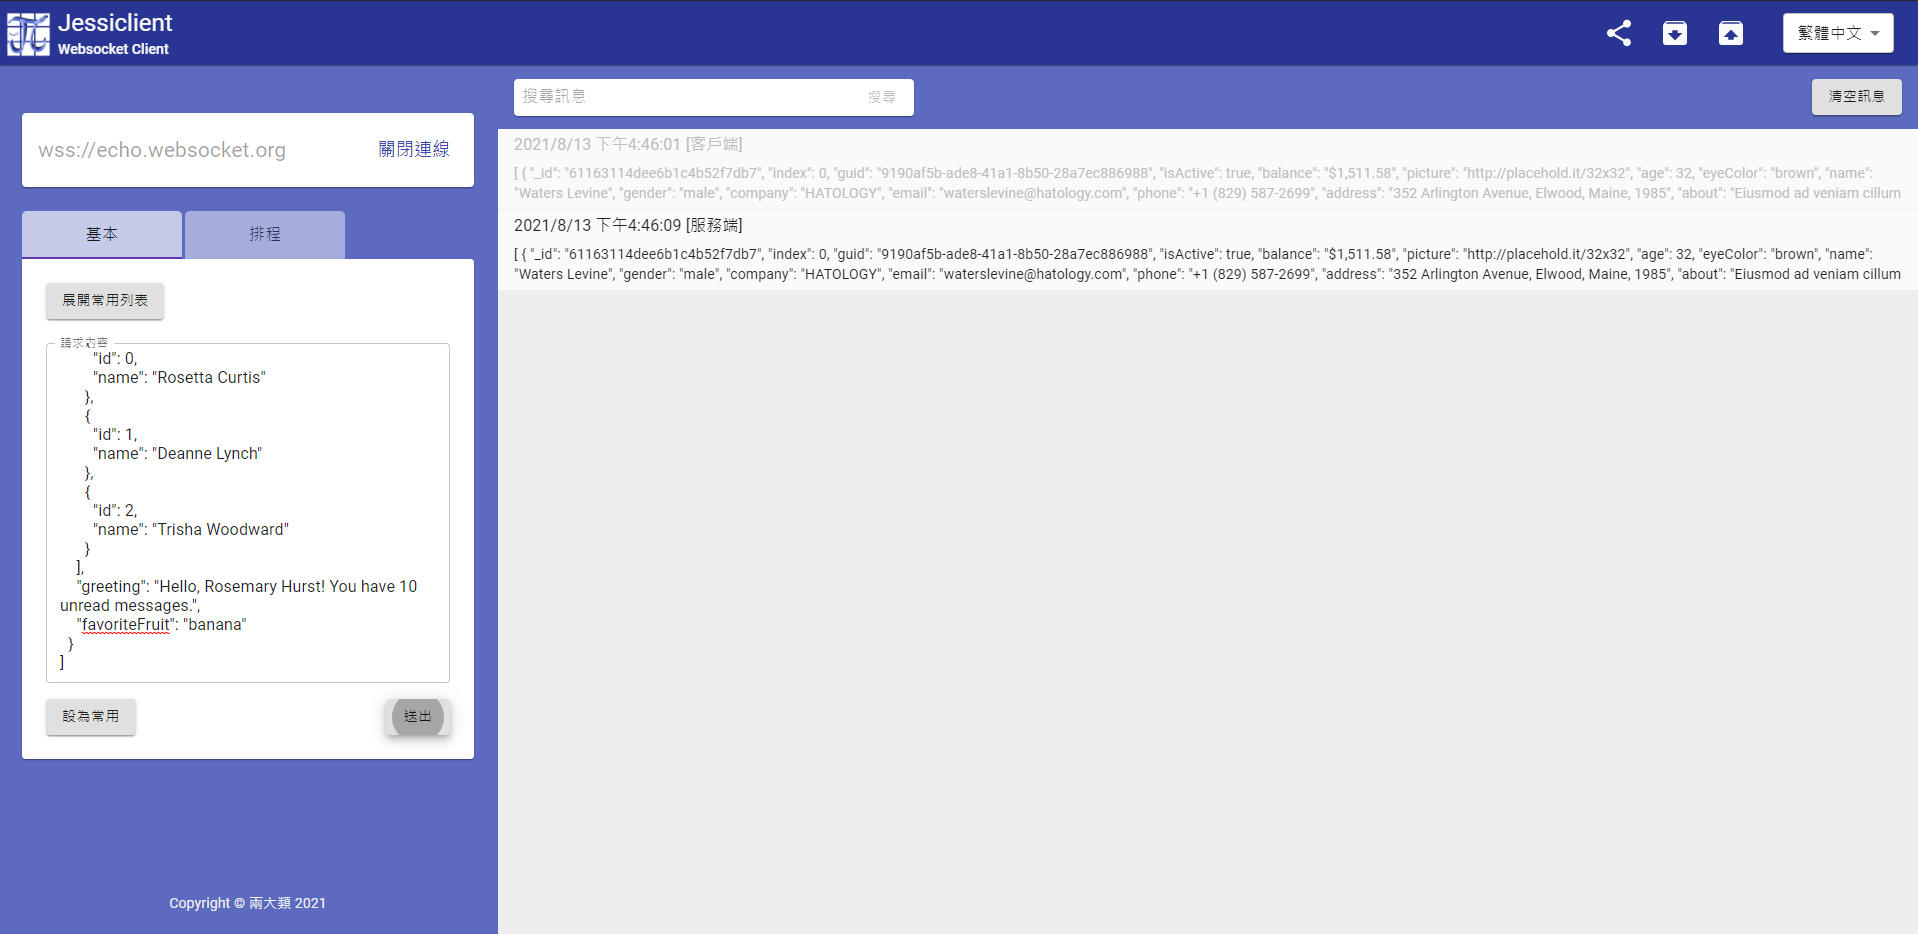 Jessiclient
Websocket Client
繁體中文
wss://echo.websocket.org
關閉連線
基本
排程
展開常用列表
請求內容
"id": 0,
"name": "Rosetta Curtis"
},
{
"id": 1,
"name": "Deanne Lynch"
},
{
"id": 2,
"name": "Trisha Woodward"
}
],
"greeting": "Hello, Rosemary Hurst! You have 10
unread messages.",
"favoriteFruit": "banana"
}
]
設為常用
送出
Copyright © 兩大類 2021
搜尋訊息
搜尋
清空訊息
2021/8/13 下午4:46:01 [客戶端]
[ { "_id": "61163114dee6b1c4b52f7db7", "index": 0, "guid": "9190af5b-ade8-41a1-8b50-28a7ec886988", "isActive": true, "balance": "$1,511.58", "picture": "http://placehold.it/32x32", "age": 32, "eyeColor": "brown", "name":
"Waters Levine", "gender": "male", "company": "HATOLOGY", "email": "waterslevine@hatology.com", "phone": "+1 (829) 587-2699", "address": "352 Arlington Avenue, Elwood, Maine, 1985", "about": "Eiusmod ad veniam cillum
2021/8/13 下午4:46:09 [服務端]
[ { "_id": "61163114dee6b1c4b52f7db7", "index": 0, "guid": "9190af5b-ade8-41a1-8b50-28a7ec886988", "isActive": true, "balance": "$1,511.58", "picture": "http://placehold.it/32x32", "age": 32, "eyeColor": "brown", "name":
"Waters Levine", "gender": "male", "company": "HATOLOGY", "email": "waterslevine@hatology.com", "phone": "+1 (829) 587-2699", "address": "352 Arlington Avenue, Elwood, Maine, 1985", "about": "Eiusmod ad veniam cillum